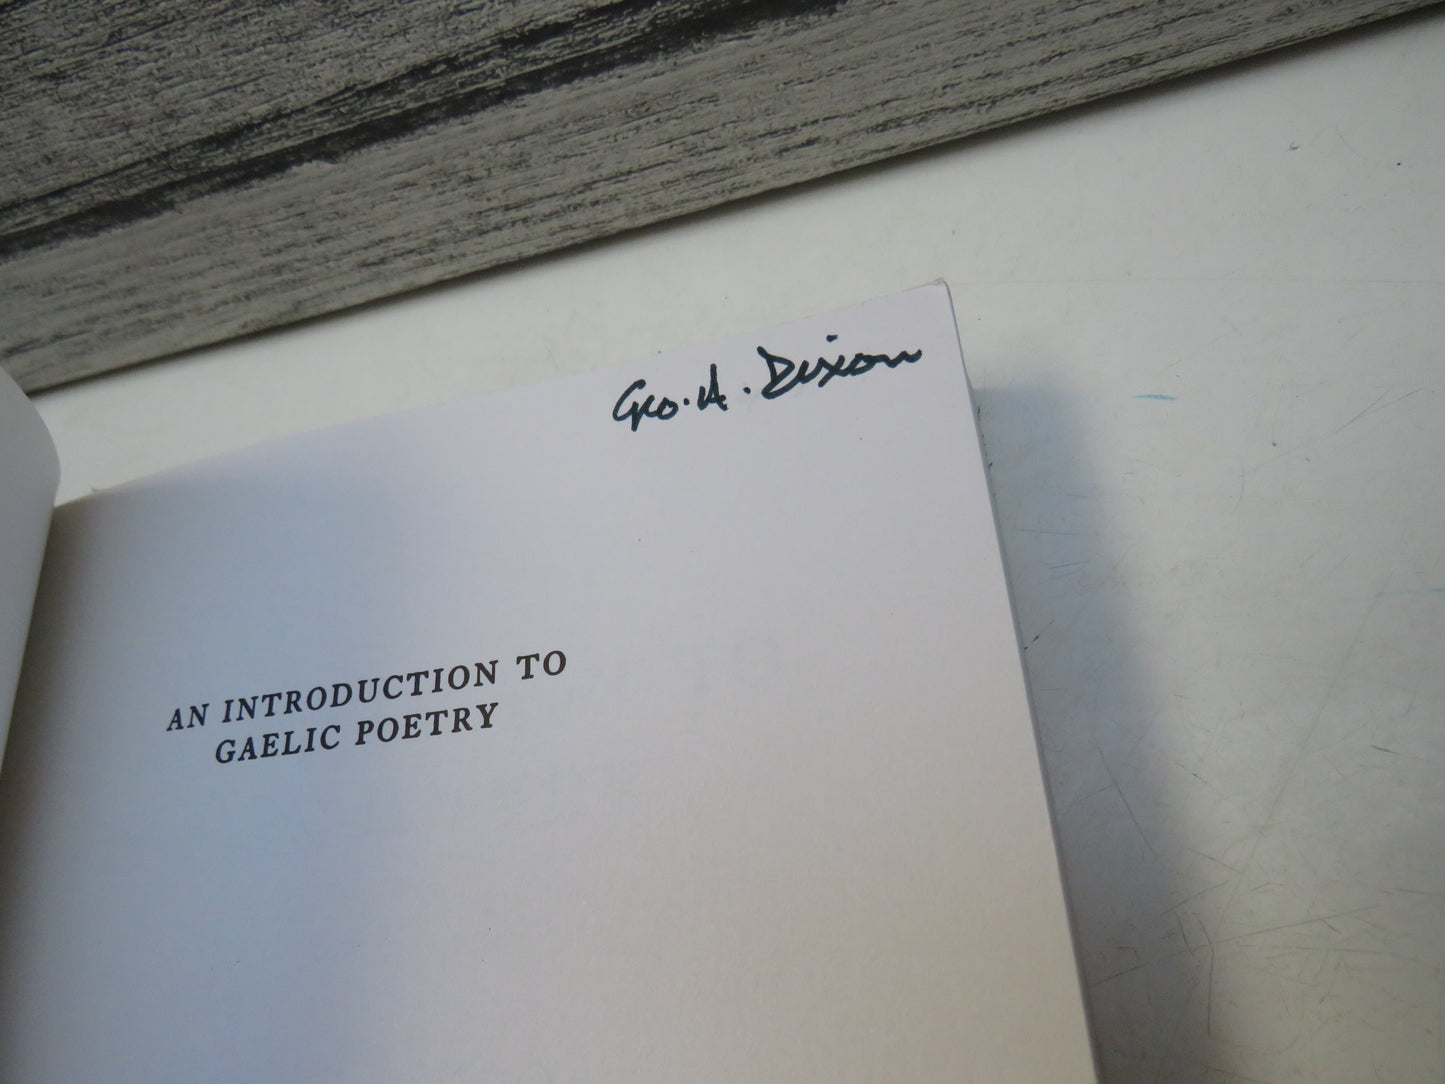 Geo. A. Dixon
AN INTRODUCTION TO
GAELIC POETRY